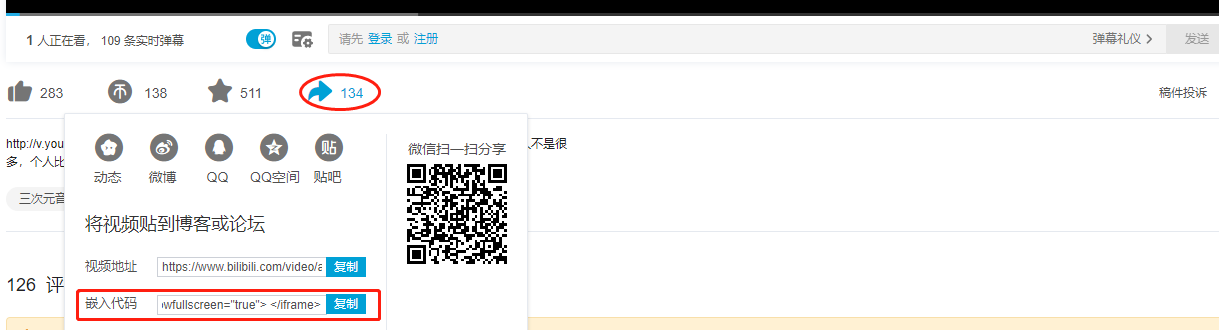 1 人正在看， 109 条实时弹幕
弹
请先 登录 或 注册
弹幕礼仪
发送
283
138
511
134
稿件投诉
http://v.you
人不是很
多，个人比
三次元音
动态
微博
QQ
QQ空间
贴
贴吧
微信扫一扫分享
将视频贴到博客或论坛
视频地址
https://www.bilibili.com/video/a
复制
嵌入代码
owfullscreen="true"> </iframe>
复制
126 评